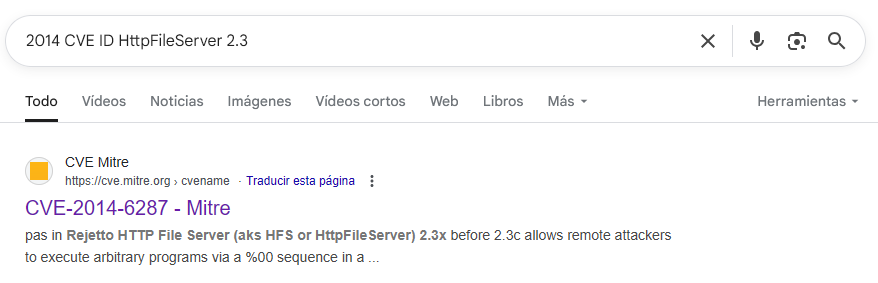 2014 CVE ID HttpFileServer 2.3
Todo Vídeos Noticias Imágenes Vídeos cortos Web Libros Más Herramientas
CVE Mitre
https://cve.mitre.org › cvename · Traducir esta página
CVE-2014-6287 - Mitre
pas in Rejetto HTTP File Server (aks HFS or HttpFileServer) 2.3x before 2.3c allows remote attackers
to execute arbitrary programs via a %00 sequence in a ...